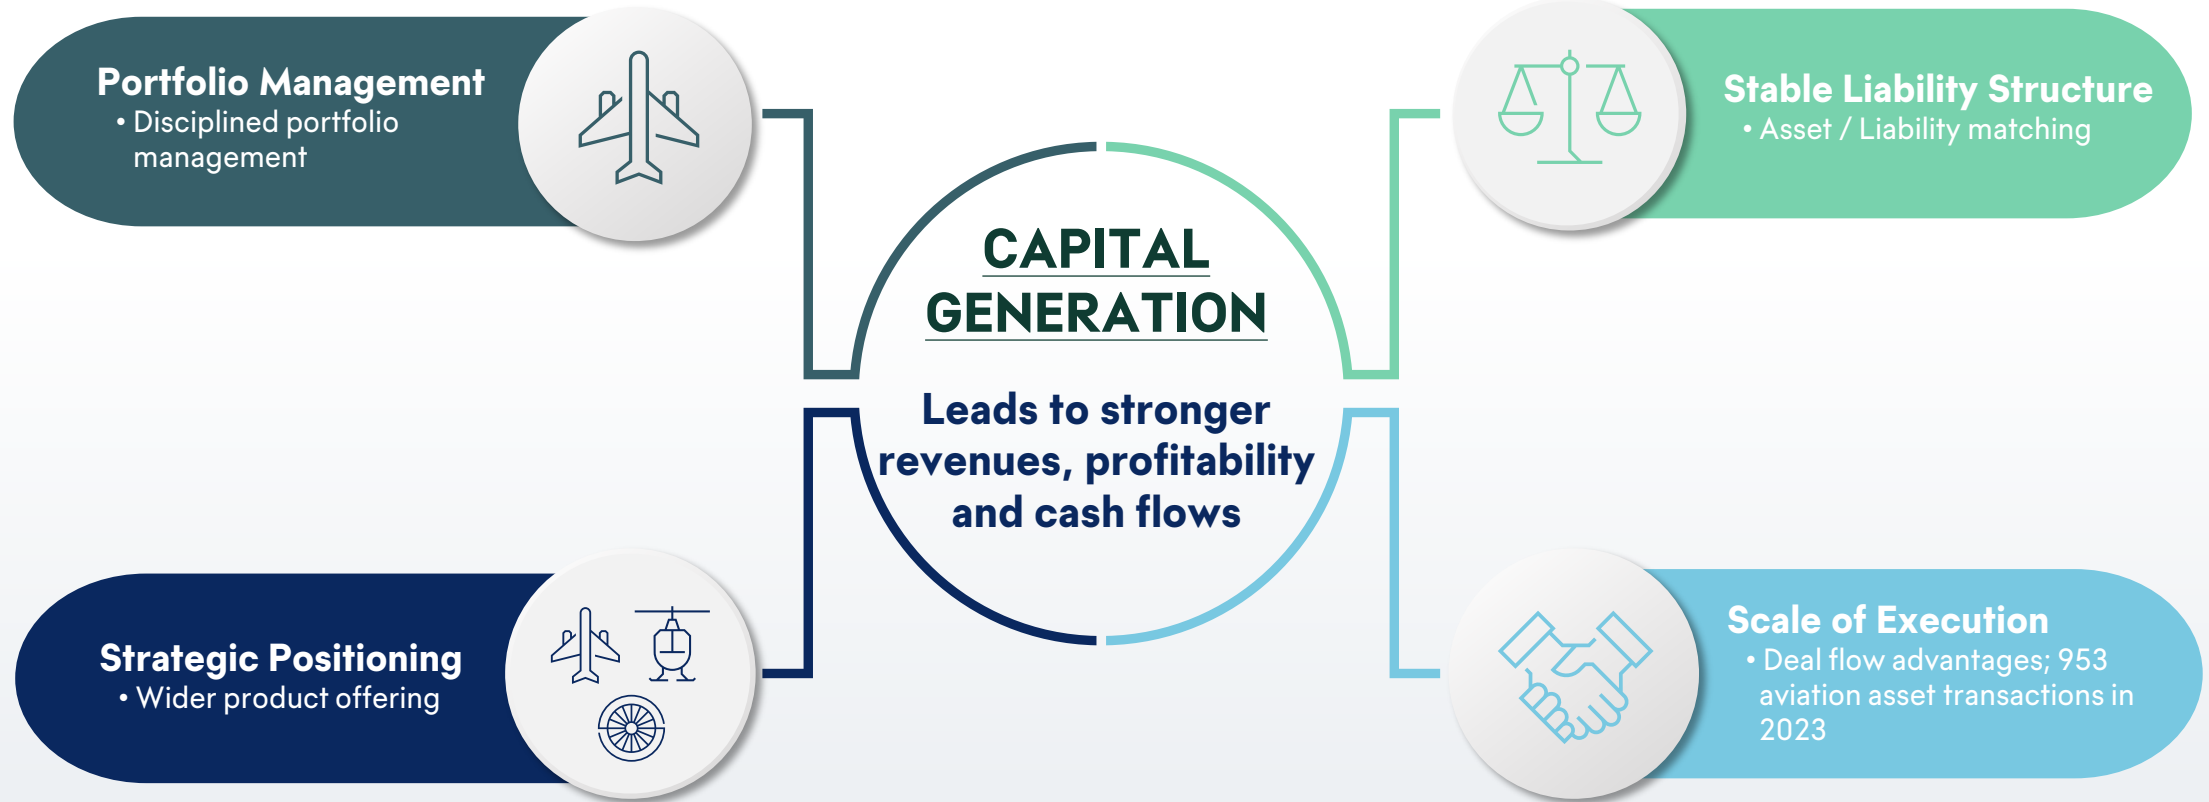 Portfolio Management
• Disciplined portfolio
management
Stable Liability Structure
• Asset / Liability matching
CAPITAL
GENERATION
Leads to stronger
revenues, profitability
and cash flows
Strategic Positioning
• Wider product offering
Scale of Execution
• Deal flow advantages; 953
aviation asset transactions in
2023